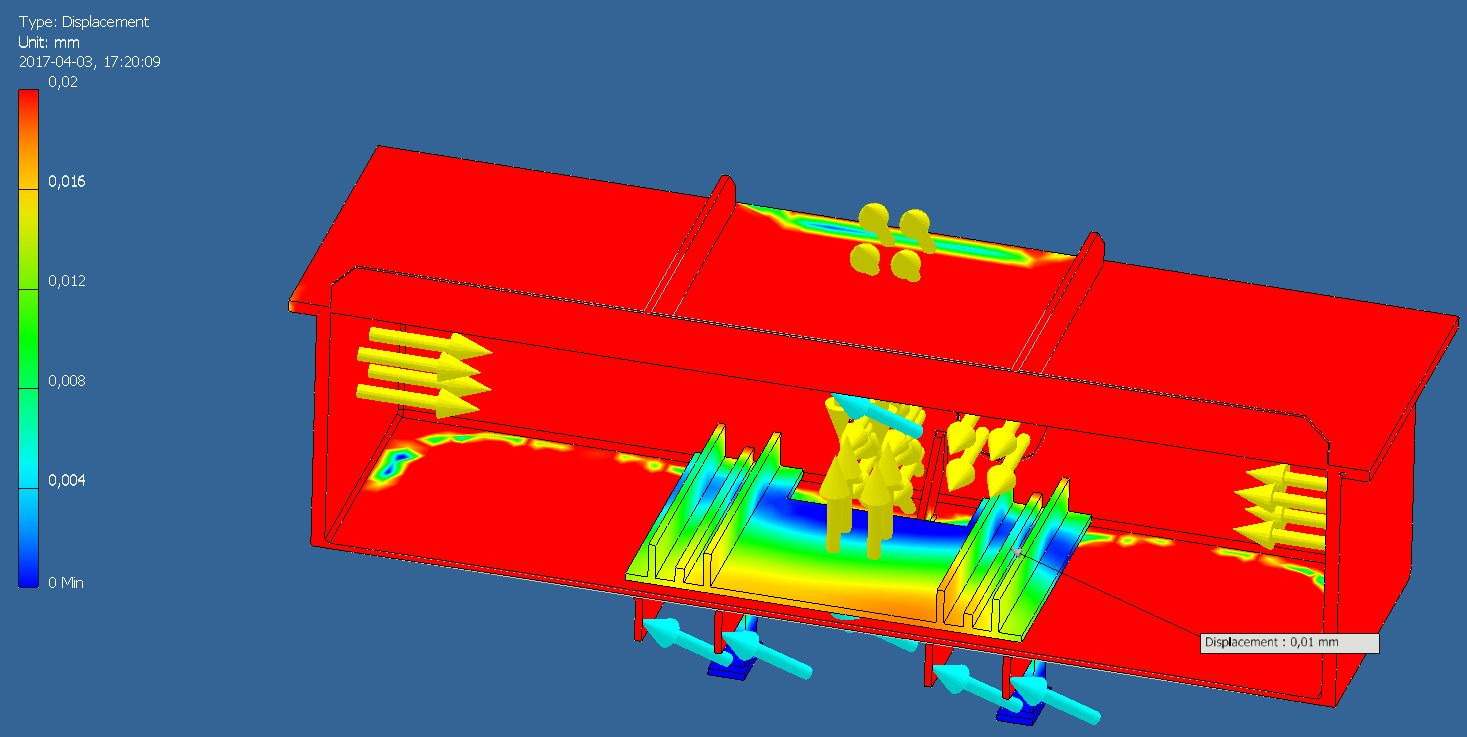 Type: Displacement
Unit: mm
2017-04-03, 17:20:09
0,02
0,016
0,012
0,008
0,004
0 Min
Displacement : 0,01 mm